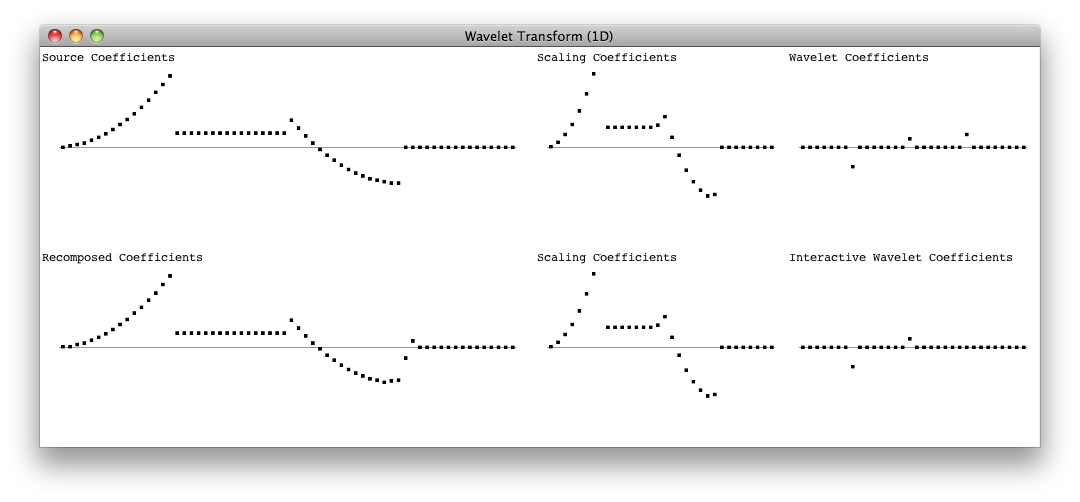 Wavelet Transform (1D)
Source Coefficients
Scaling Coefficients
Wavelet Coefficients
Recomposed Coefficients
Scaling Coefficients
Interactive Wavelet Coefficients